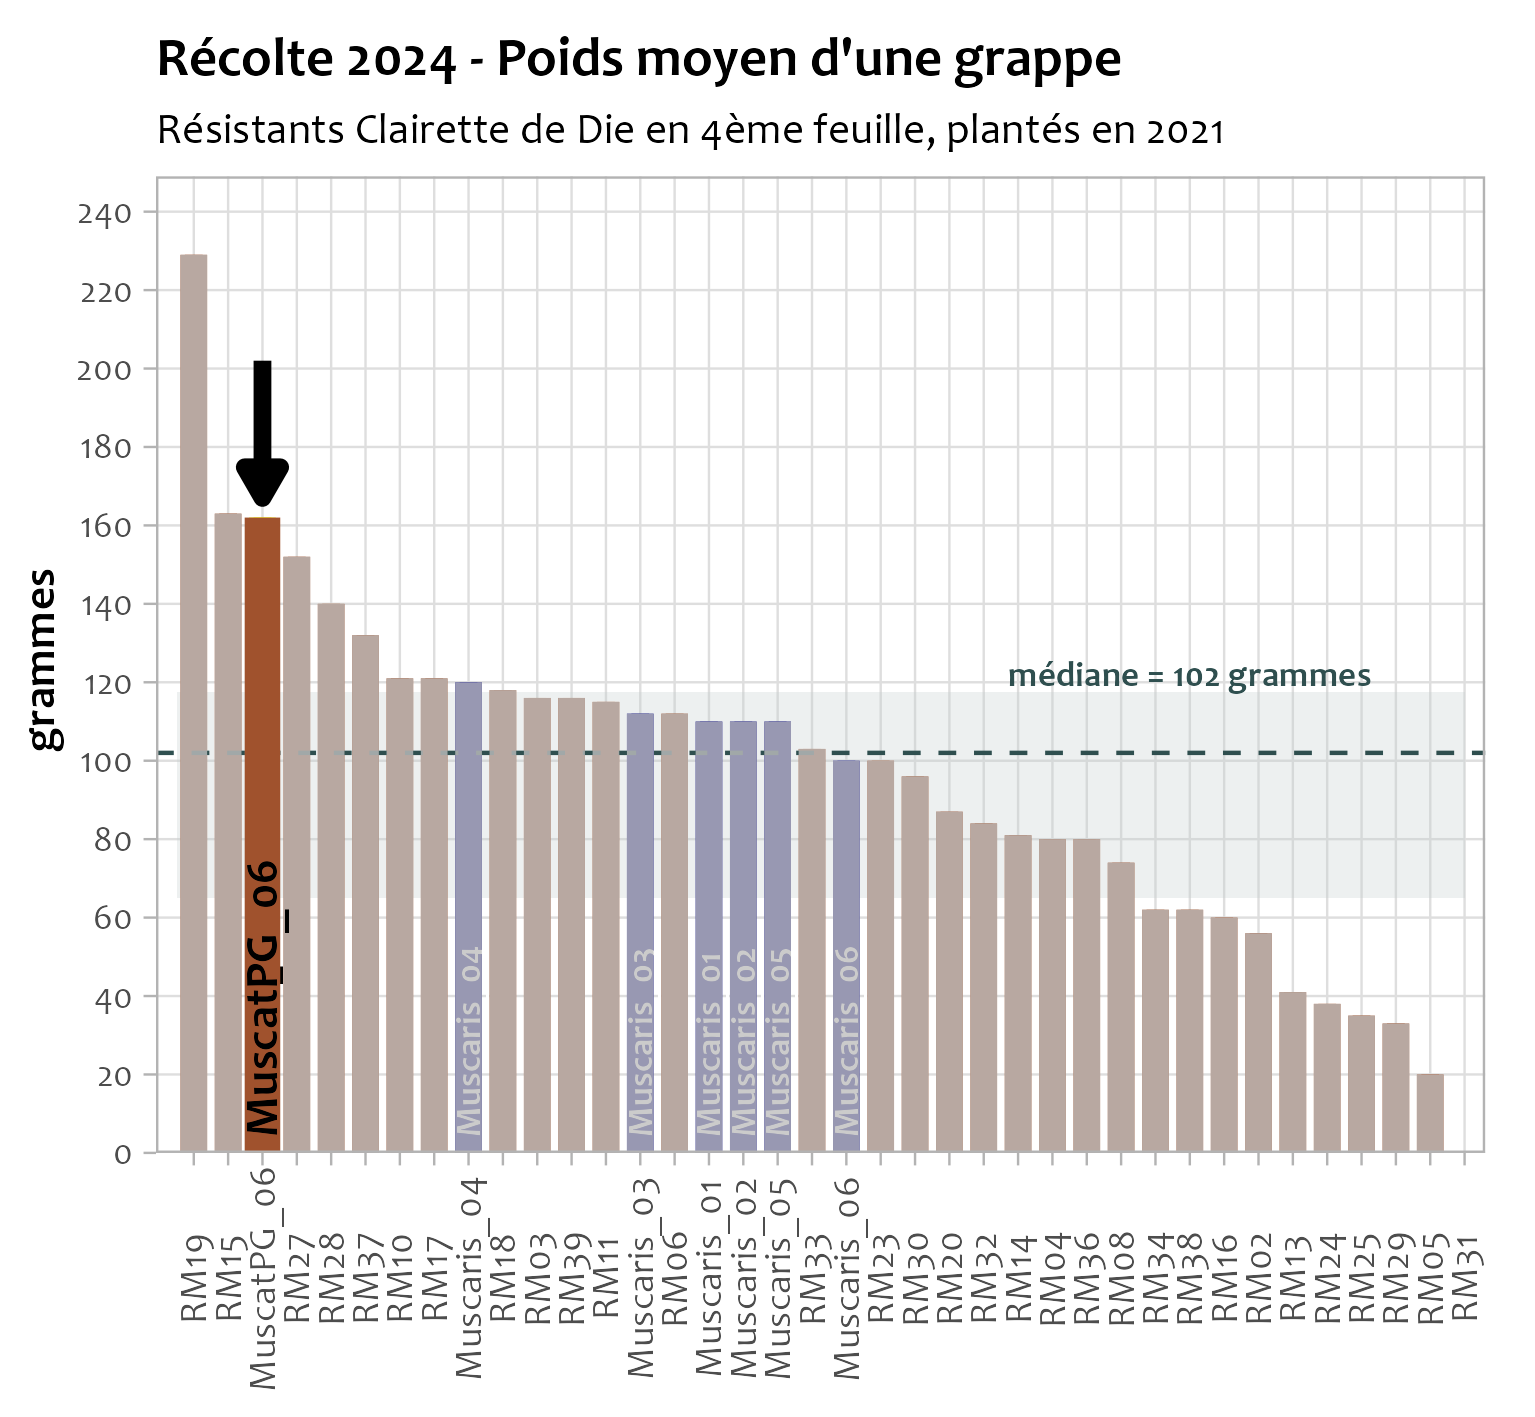 Récolte 2024 - Poids moyen d'une grappe
Résistants Clairette de Die en 4ème feuille, plantés en 2021
grammes
240
220
200
180
160
140
120
100
80
60
40
20
0
médiane = 102 grammes
MuscatPG_06
Muscaris_04
Muscaris_03
Muscaris_01
Muscaris_02
Muscaris_05
Muscaris_06
RM19
RM15
MuscatPG_06
RM27
RM28
RM37
RM10
RM17
Muscaris_04
RM18
RM03
RM39
RM11
Muscaris_03
RM06
Muscaris_01
Muscaris_02
Muscaris_05
RM33
Muscaris_06
RM23
RM30
RM20
RM32
RM14
RM04
RM36
RM08
RM34
RM38
RM16
RM02
RM13
RM24
RM25
RM29
RM05
RM31